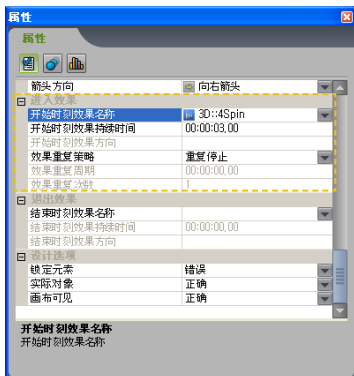 属性
属性
箭头方向 向右箭头
进入效果
开始时刻效果名称 3D::4Spin
开始时刻效果持续时间 00:00:03,00
开始时刻效果方向
效果重复策略 重复停止
效果重复周期 00:00:00,00
效果重复次数 1
退出效果
结束时刻效果名称
结束时刻效果持续时间 00:00:00,00
结束时刻效果方向
设计选项
锁定元素 错误
实际对象 正确
画布可见 正确
开始时刻效果名称
开始时刻效果名称